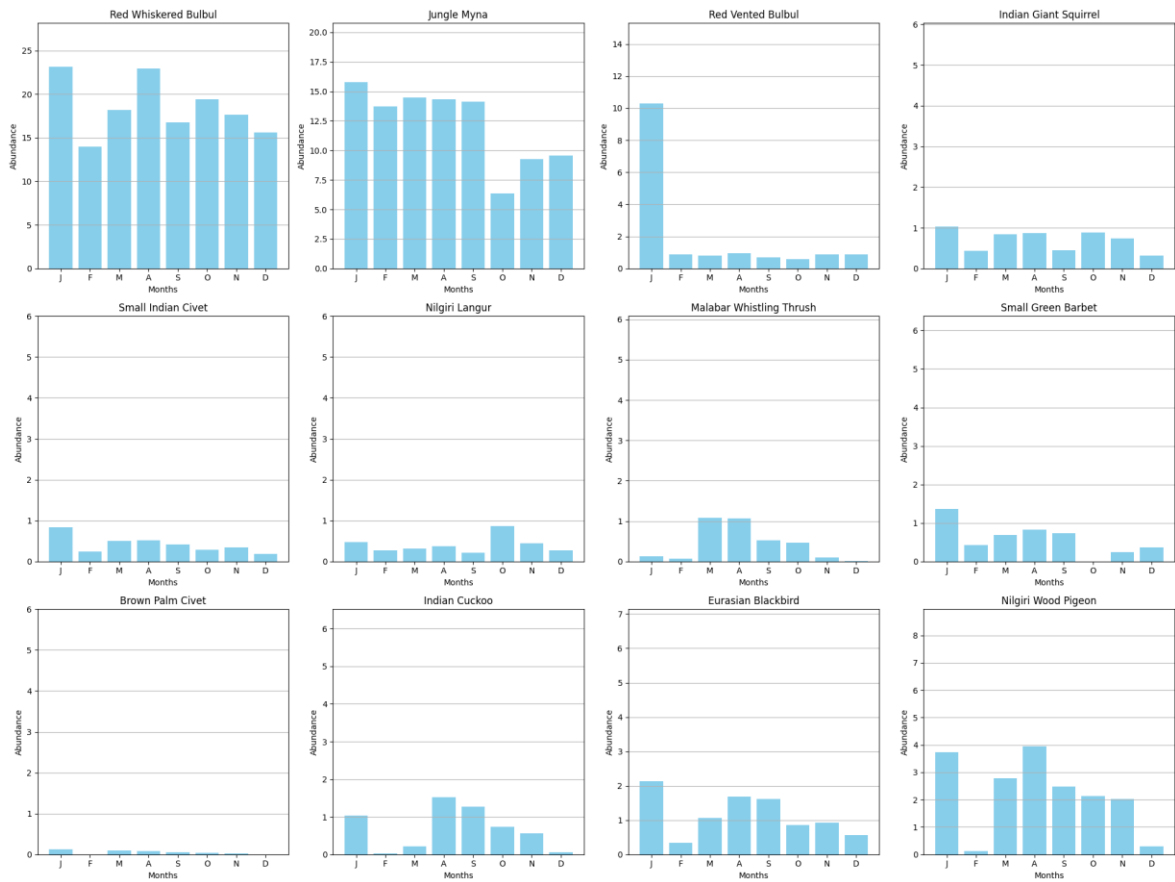 Red Whiskered Bulbul
Abundance
25
20
15
10
5
0
J F M A S O N D
Months
Jungle Myna
Abundance
20.0
17.5
15.0
12.5
10.0
7.5
5.0
2.5
0.0
J F M A S O N D
Months
Red Vented Bulbul
Abundance
14
12
10
8
6
4
2
0
J F M A S O N D
Months
Indian Giant Squirrel
Abundance
6
5
4
3
2
1
0
J F M A S O N D
Months
Small Indian Civet
Abundance
6
5
4
3
2
1
0
J F M A S O N D
Months
Nilgiri Langur
Abundance
6
5
4
3
2
1
0
J F M A S O N D
Months
Malabar Whistling Thrush
Abundance
6
5
4
3
2
1
0
J F M A S O N D
Months
Small Green Barbet
Abundance
6
5
4
3
2
1
0
J F M A S O N D
Months
Brown Palm Civet
Abundance
6
5
4
3
2
1
0
J F M A S O N D
Months
Indian Cuckoo
Abundance
6
5
4
3
2
1
0
J F M A S O N D
Months
Eurasian Blackbird
Abundance
7
6
5
4
3
2
1
0
J F M A S O N D
Months
Nilgiri Wood Pigeon
Abundance
8
7
6
5
4
3
2
1
0
J F M A S O N D
Months